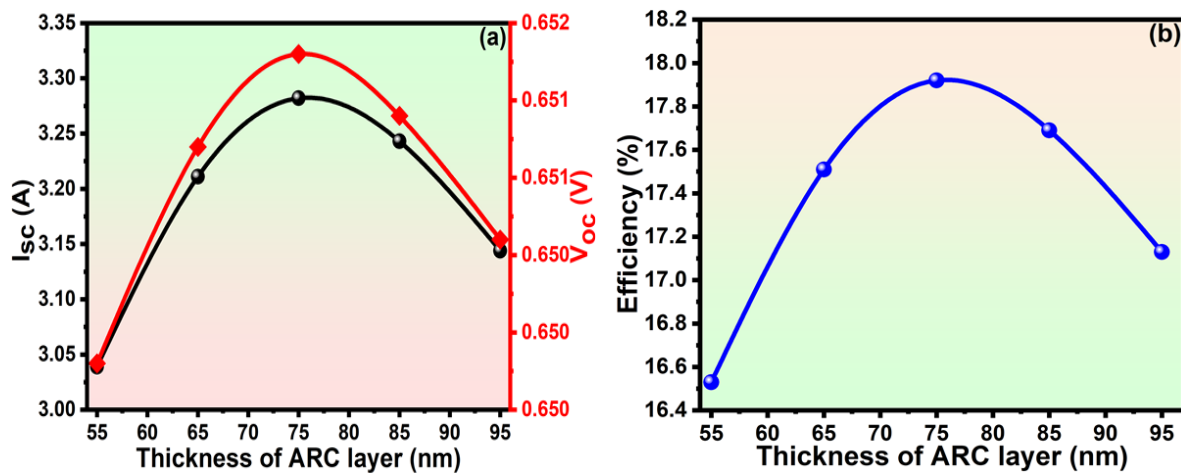 (a)
3.35
3.30
3.25
3.20
3.15
3.10
3.05
3.00
Isc (A)
0.652
0.651
0.651
0.650
0.650
0.650
Voc (V)
55 60 65 70 75 80 85 90 95
Thickness of ARC layer (nm)
(b)
18.2
18.0
17.8
17.6
17.4
17.2
17.0
16.8
16.6
16.4
Efficiency (%)
55 60 65 70 75 80 85 90 95
Thickness of ARC layer (nm)